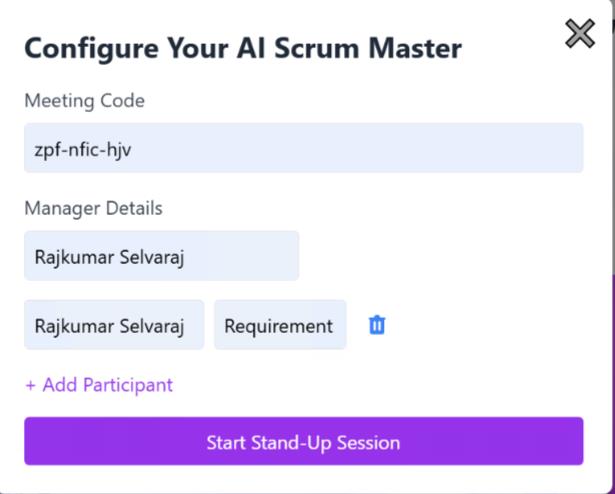 Configure Your AI Scrum Master
Meeting Code
zpf-nfic-hjv
Manager Details
Rajkumar Selvaraj
Rajkumar Selvaraj Requirement
+ Add Participant
Start Stand-Up Session